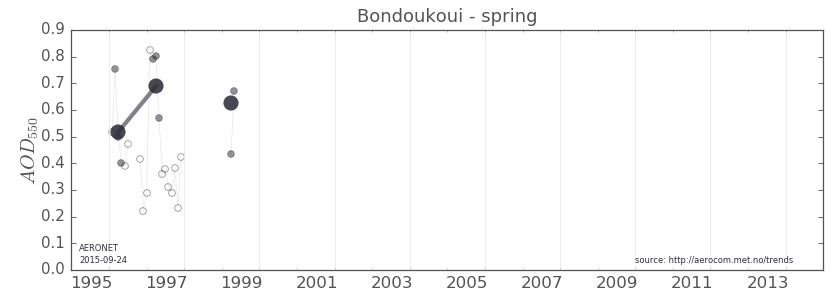 Bondoukoui - spring
0.9
0.8
0.7
0.6
0.5
0.4
0.3
0.2
0.1
0.0
AOD550
AERONET
2015-09-24
source: http://aerocom.met.no/trends
1995 1997 1999 2001 2003 2005 2007 2009 2011 2013